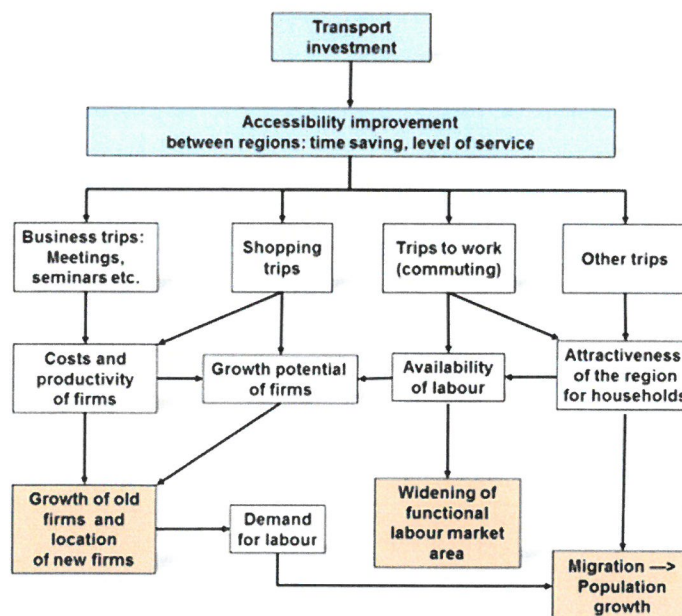 Transport
investment
Accessibility improvement
between regions: time saving, level of service
Business trips:
Meetings,
seminars etc.
Shopping
trips
Trips to work
(commuting)
Other trips
Costs and
productivity
of firms
Growth potential
of firms
Availability
of labour
Attractiveness
of the region
for households
Growth of old
firms and
location
of new firms
Demand
for labour
Widening of
functional
labour market
area
Migration —>
Population
growth